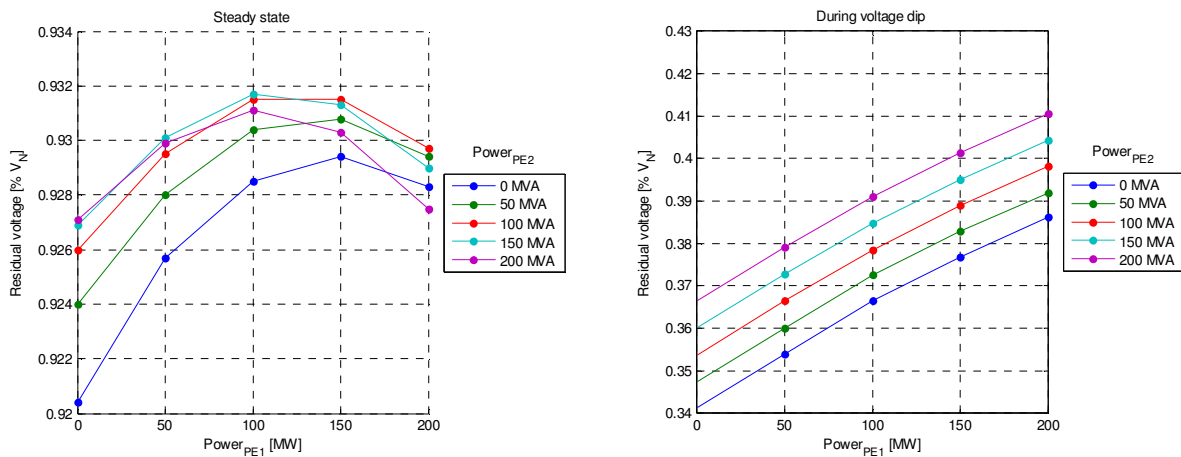 Steady state
0.934
0.932
0.93
0.928
0.926
0.924
0.922
0.92
Residual voltage [% V_N]
0 50 100 150 200
Power_PE1 [MW]
Power_PE2
0 MVA
50 MVA
100 MVA
150 MVA
200 MVA
During voltage dip
0.43
0.42
0.41
0.4
0.39
0.38
0.37
0.36
0.35
0.34
Residual voltage [% V_N]
0 50 100 150 200
Power_PE1 [MW]
Power_PE2
0 MVA
50 MVA
100 MVA
150 MVA
200 MVA